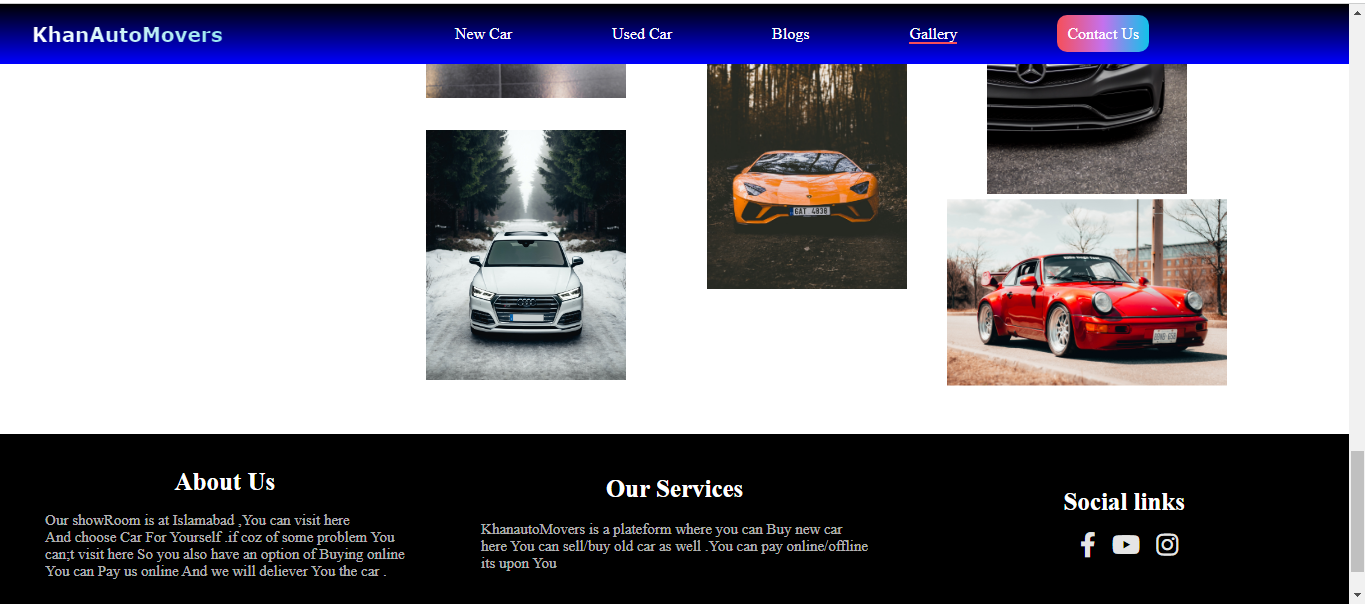 KhanAutoMovers
New Car
Used Car
Blogs
Gallery
Contact Us
6AT 4838
About Us
Our showRoom is at Islamabad ,You can visit here
And choose Car For Yourself .if coz of some problem You
can;t visit here So you also have an option of Buying online
You can Pay us online And we will deliever You the car .
Our Services
KhanautoMovers is a plateform where you can Buy new car
here You can sell/buy old car as well .You can pay online/offline
its upon You
Social links